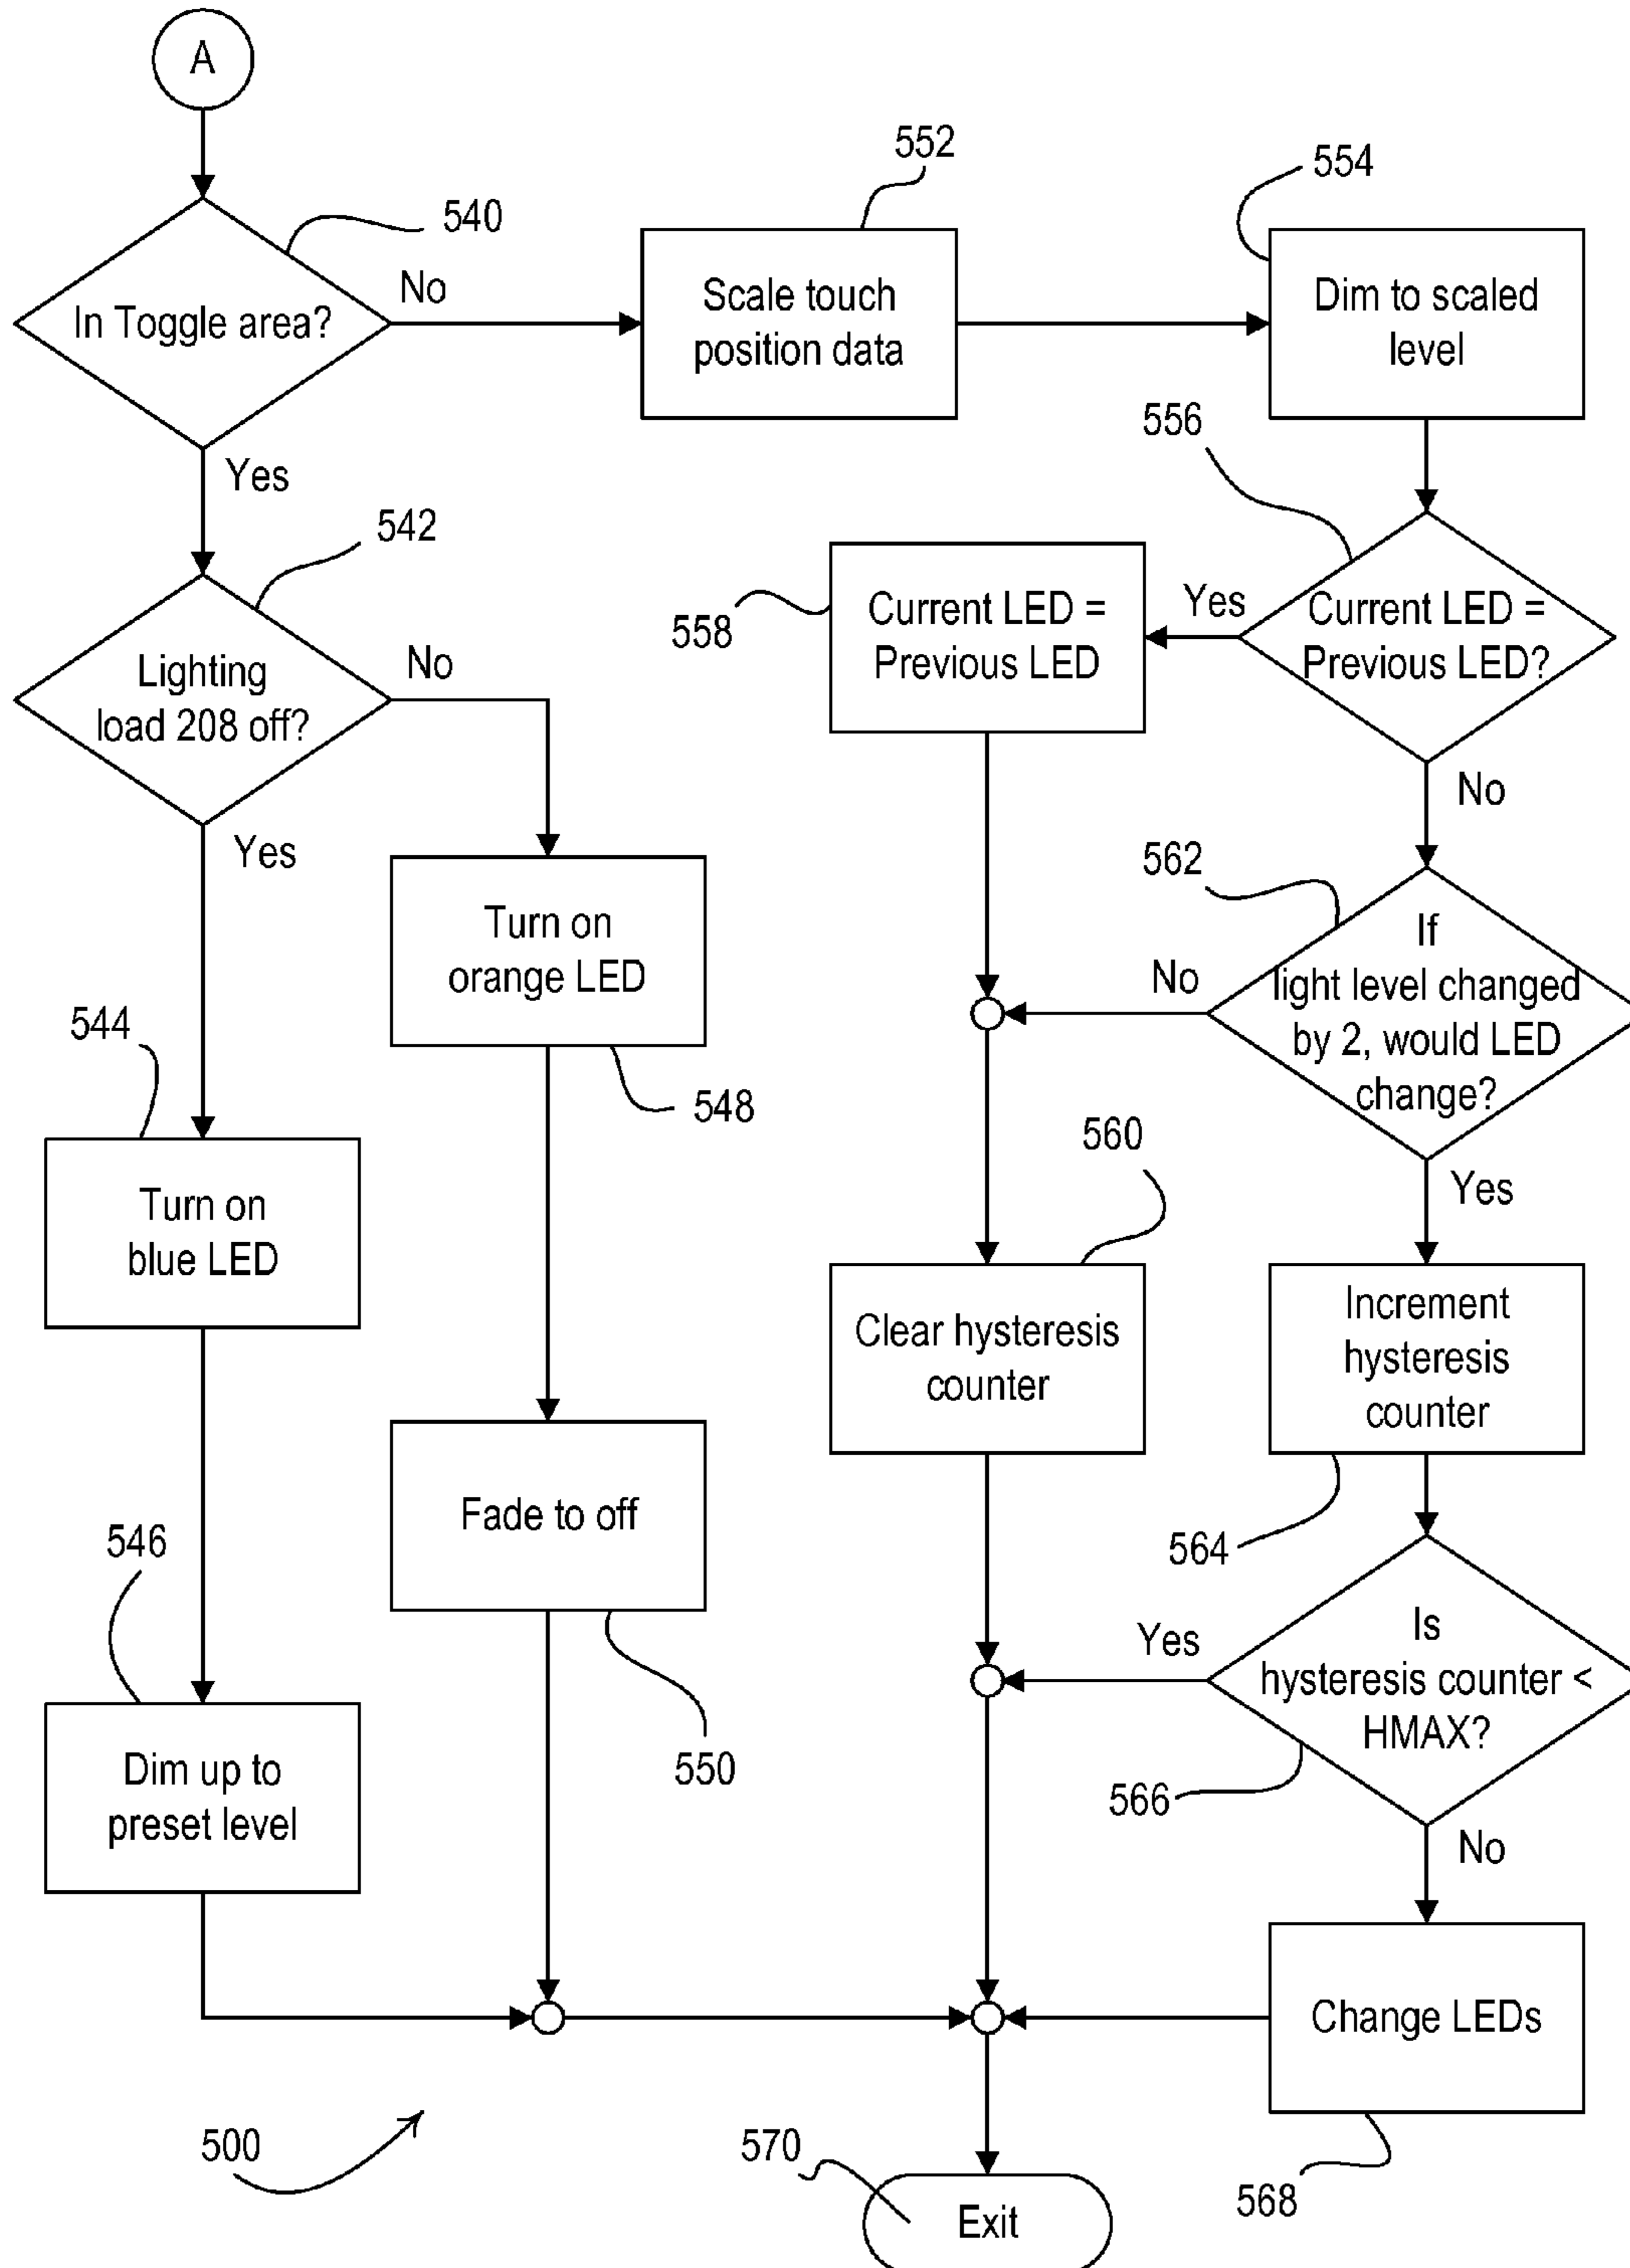 A
552
554
540
No
In Toggle area?
Scale touch
position data
Dim to scaled
level
556
Yes
542
558
Current LED =
Previous LED
Yes
Current LED =
Previous LED?
No
Lighting
load 208 off?
No
Yes
562
Turn on
orange LED
If
light level changed
by 2, would LED
change?
No
544
548
560
Yes
Turn on
blue LED
Clear hysteresis
counter
Increment
hysteresis
counter
Fade to off
546
564
Yes
Is
hysteresis counter <
HMAX?
Dim up to
preset level
550
566
No
Change LEDs
500
570
568
Exit